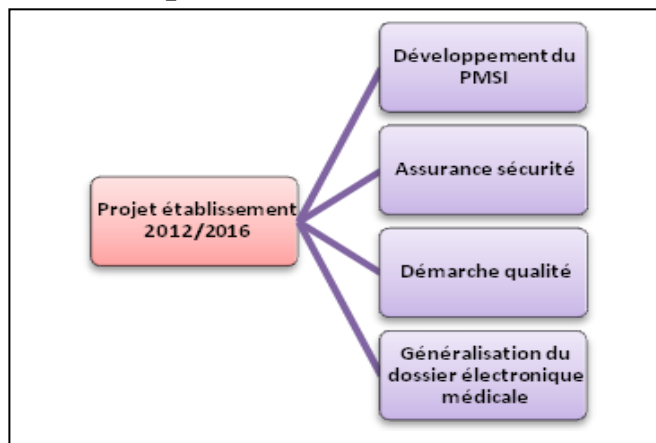 Développement du
PMSI
Assurance sécurité
Projet établissement
2012/2016
Démarche qualité
Généralisation du
dossier électronique
médicale